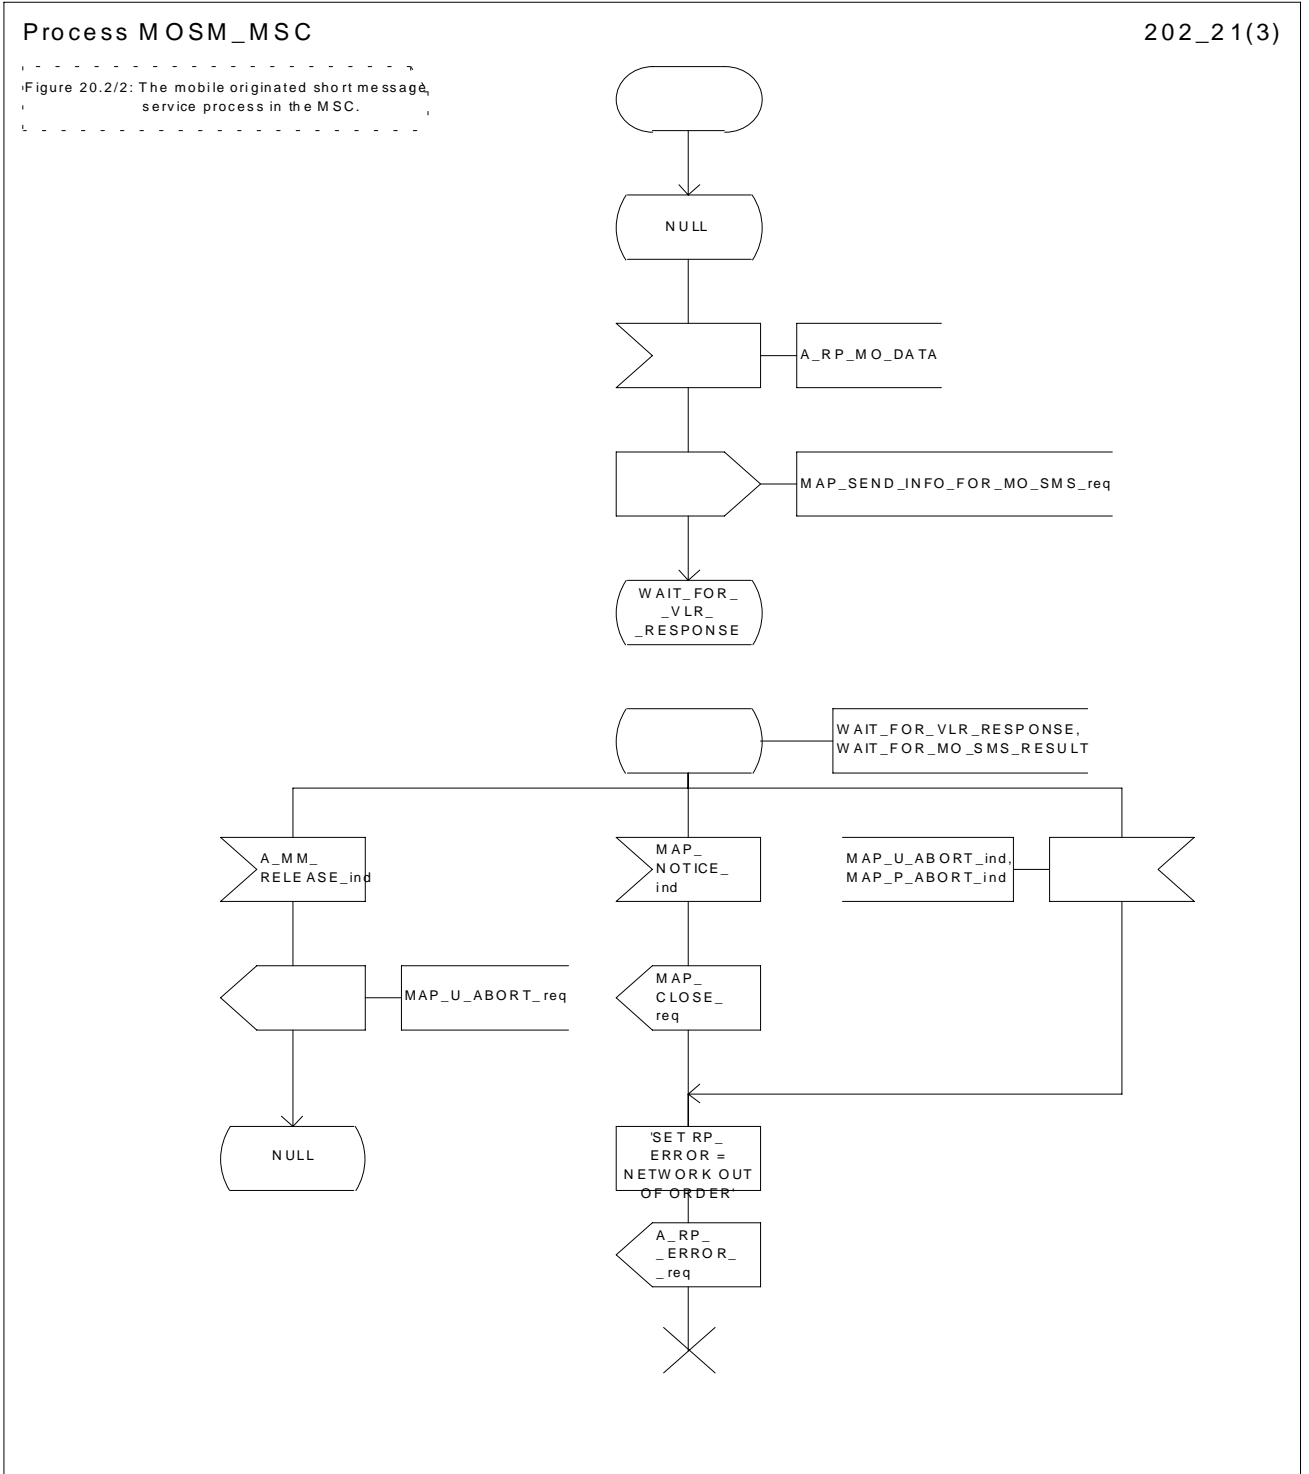 Process MOSM_MSC
202_21(3)
Figure 20.2/2: The mobile originated short message
service process in the MSC.
NULL
A_RP_MO_DATA
MAP_SEND_INFO_FOR_MO_SMS_req
WAIT_FOR_
_VLR_
_RESPONSE
WAIT_FOR_VLR_RESPONSE,
WAIT_FOR_MO_SMS_RESULT
A_MM_
RELEASE_ind
MAP_
NOTICE_
ind
MAP_U_ABORT_ind,
MAP_P_ABORT_ind
MAP_U_ABORT_req
MAP_
CLOSE_
req
NULL
'SET RP_
ERROR =
NETWORK OUT
OF ORDER'
A_RP_
_ERROR_
_req